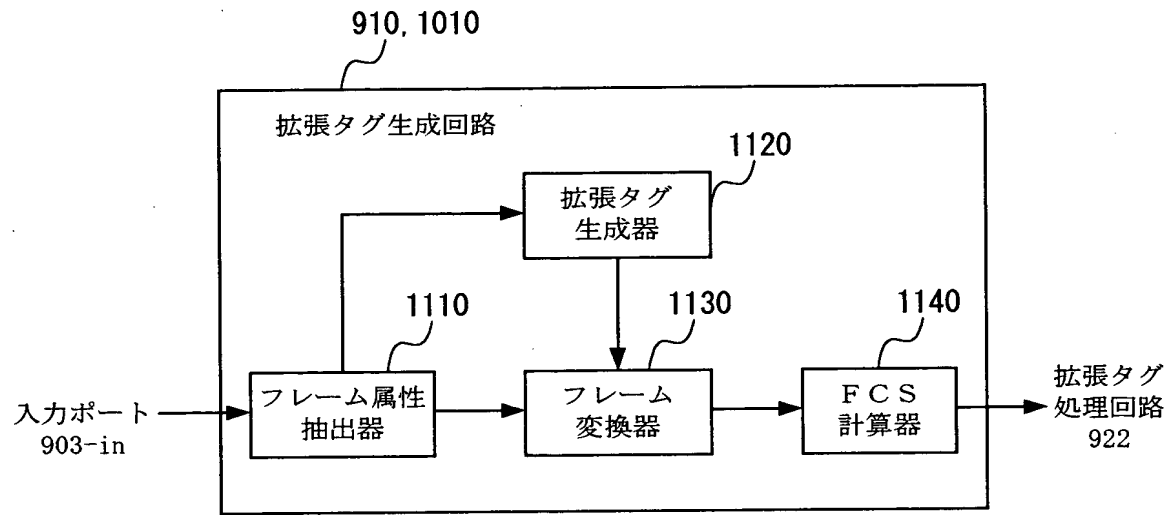 910, 1010
拡張タグ生成回路
1120
拡張タグ
生成器
1110
1130
1140
フレーム属性
抽出器
フレーム
変換器
FCS
計算器
入力ポート
903-in
拡張タグ
処理回路
922